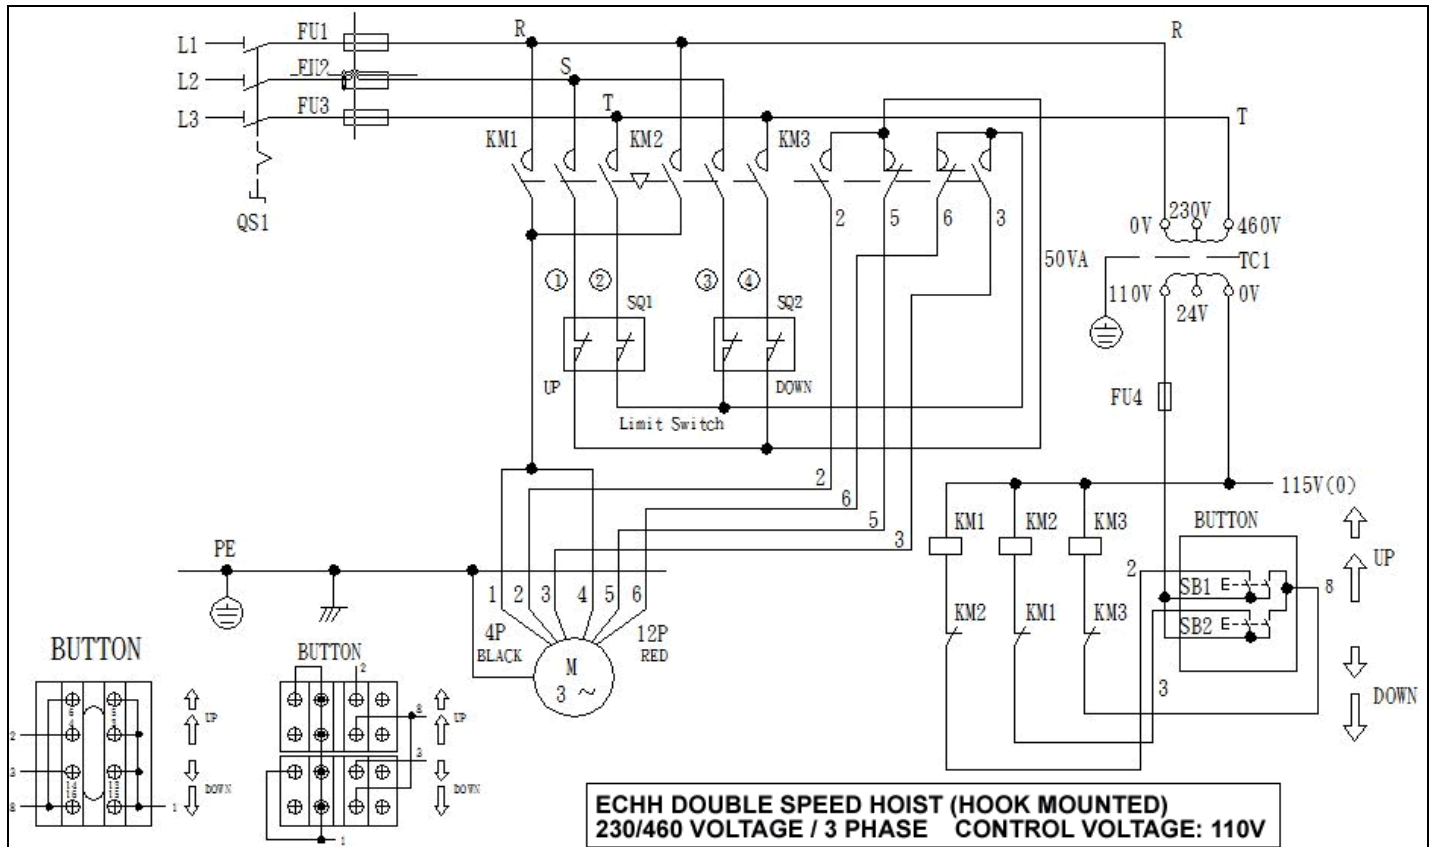 R
R
L1
FU1
S
L2
FU2
T
L3
FU3
T
KM1
KM2
KM3
QS1
2
5
6
3
0V
230V
460V
50VA
TC1
110V
24V
0V
①
②
③
④
SQ1
SQ2
UP
DOWN
Limit Switch
FU4
2
6
5
3
115V(0)
KM1
KM2
KM3
BUTTON
UP
PE
2
SB1
8
SB2
1
2
3
4
5
6
KM2
KM1
KM3
4P
BLACK
12P
RED
M
3 ~
3
DOWN
BUTTON
BUTTON
2
8
UP
UP
2
3
3
14
DOWN
DOWN
8
1
1
ECHH DOUBLE SPEED HOIST (HOOK MOUNTED)
230/460 VOLTAGE / 3 PHASE CONTROL VOLTAGE: 110V